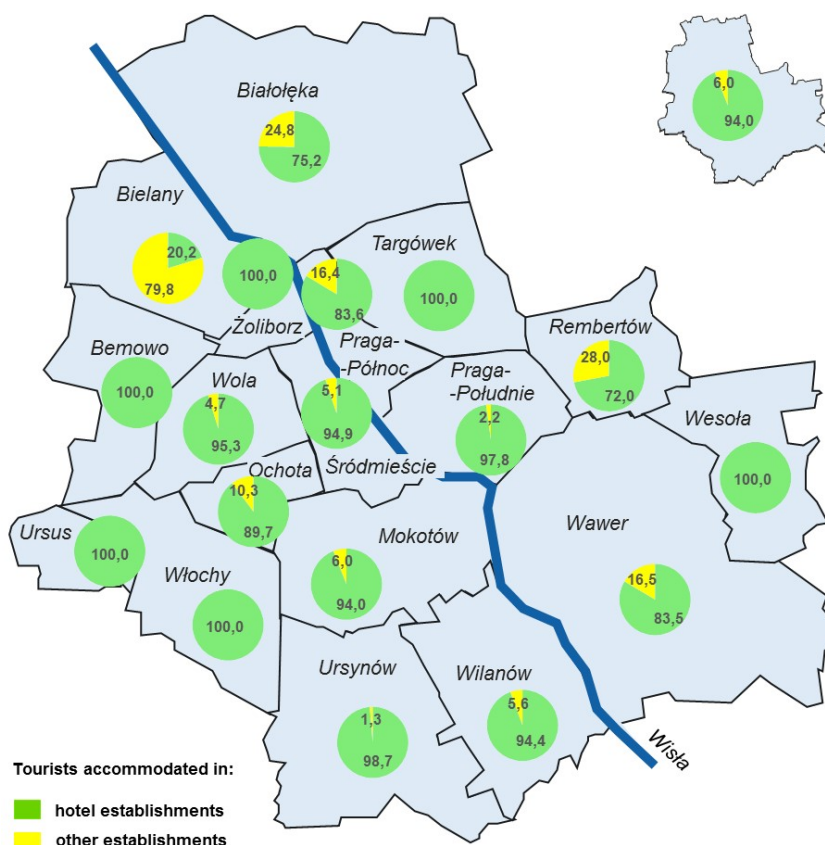 Białołęka
24,8
75,2
6,0
94,0
Bielany
20,2
79,8
100,0
Żoliborz
16,4
83,6
Praga-
-Północ
Targówek
100,0
Rembertów
28,0
72,0
Bemowo
100,0
Wola
4,7
95,3
5,1
94,9
Śródmieście
Praga-
-Południe
2,2
97,8
Wesoła
100,0
Ochota
10,3
89,7
Ursus
100,0
Włochy
100,0
Mokotów
6,0
94,0
Wawer
16,5
83,5
Ursynów
1,3
98,7
Wilanów
5,6
94,4
Wisła
Tourists accommodated in:
hotel establishments
other establishments